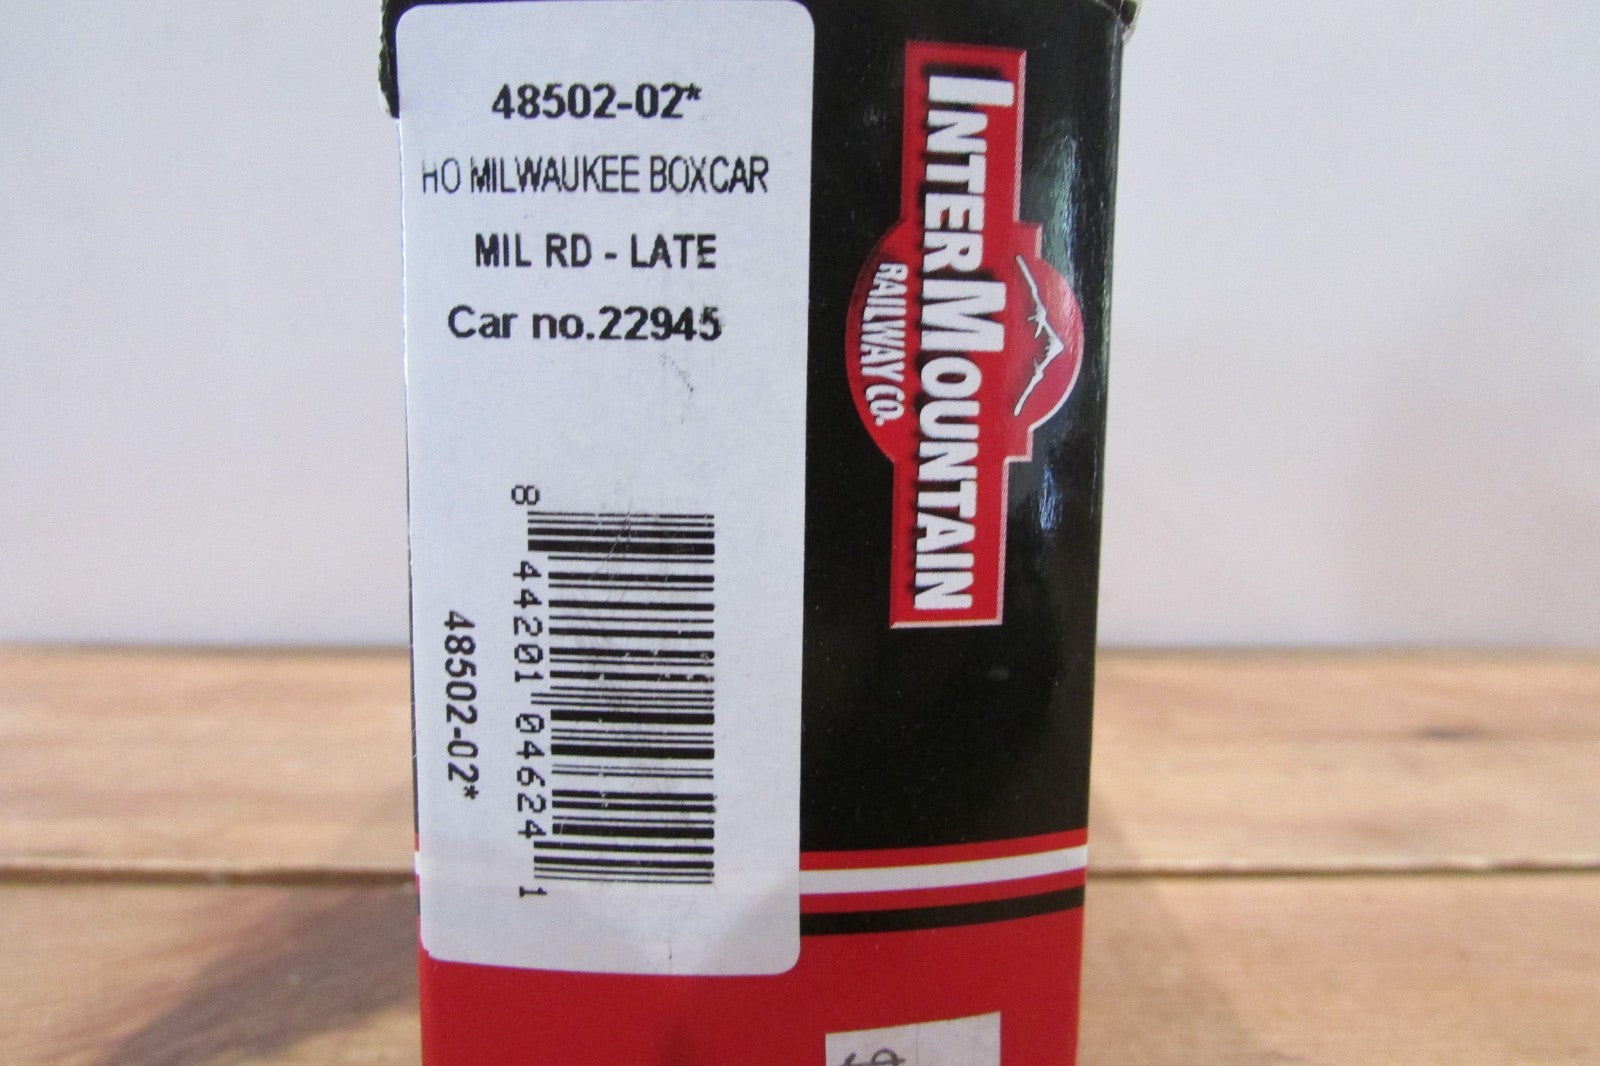 48502-02*
HO MILWAUKEE BOXCAR
MIL RD - LATE
Car no.22945
8 44201 04624 1
48502-02*
INTERMOUNTAIN
RAILWAY CO.